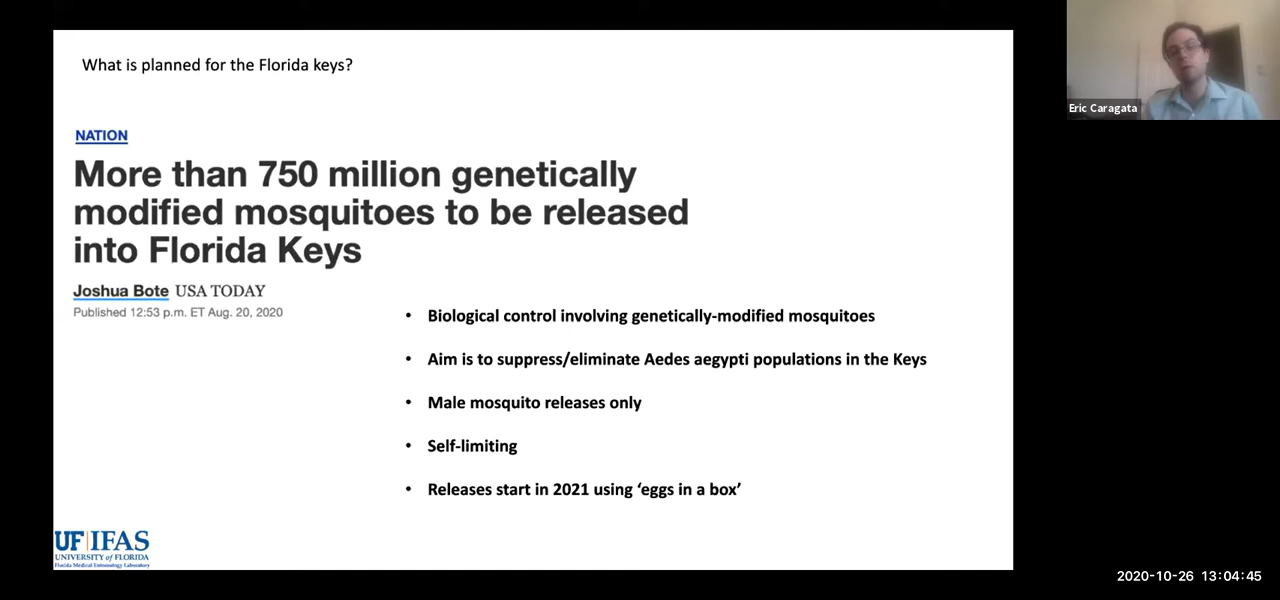 What is planned for the Florida keys?
Eric Caragata
NATION
More than 750 million genetically
modified mosquitoes to be released
into Florida Keys
Joshua Bote USA TODAY
Published 12:53 p.m. ET Aug. 20, 2020
• Biological control involving genetically-modified mosquitoes
• Aim is to suppress/eliminate Aedes aegypti populations in the Keys
• Male mosquito releases only
• Self-limiting
• Releases start in 2021 using ‘eggs in a box’
UF IFAS
UNIVERSITY of FLORIDA
Florida Medical Entomology Laboratory
2020-10-26 13:04:45